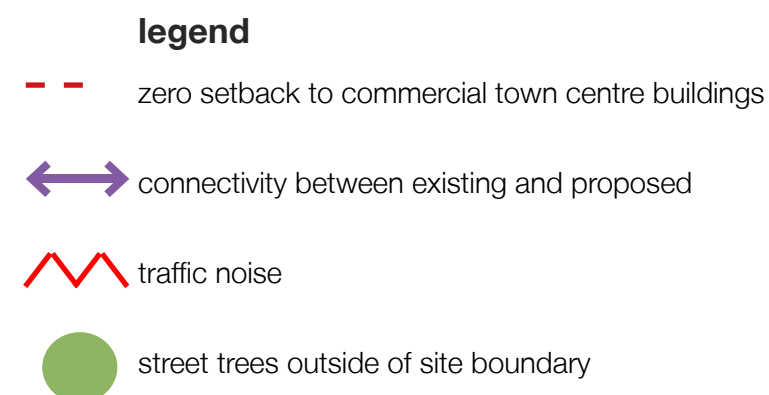 legend
zero setback to commercial town centre buildings
connectivity between existing and proposed
traffic noise
street trees outside of site boundary